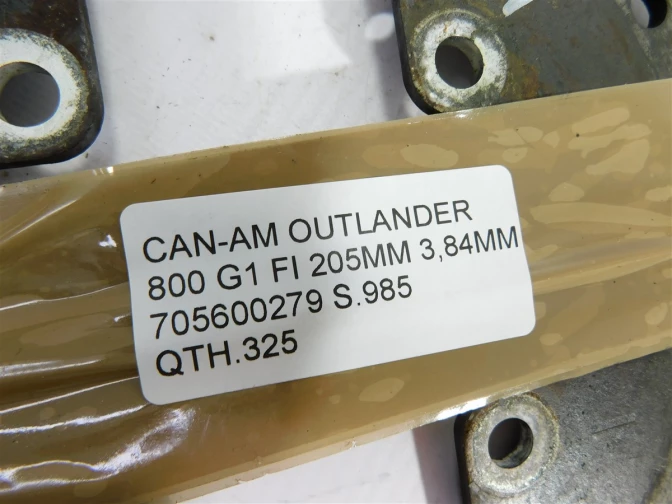 CAN-AM OUTLANDER
800 G1 FI 205MM 3,84MM
705600279 S.985
QTH.325